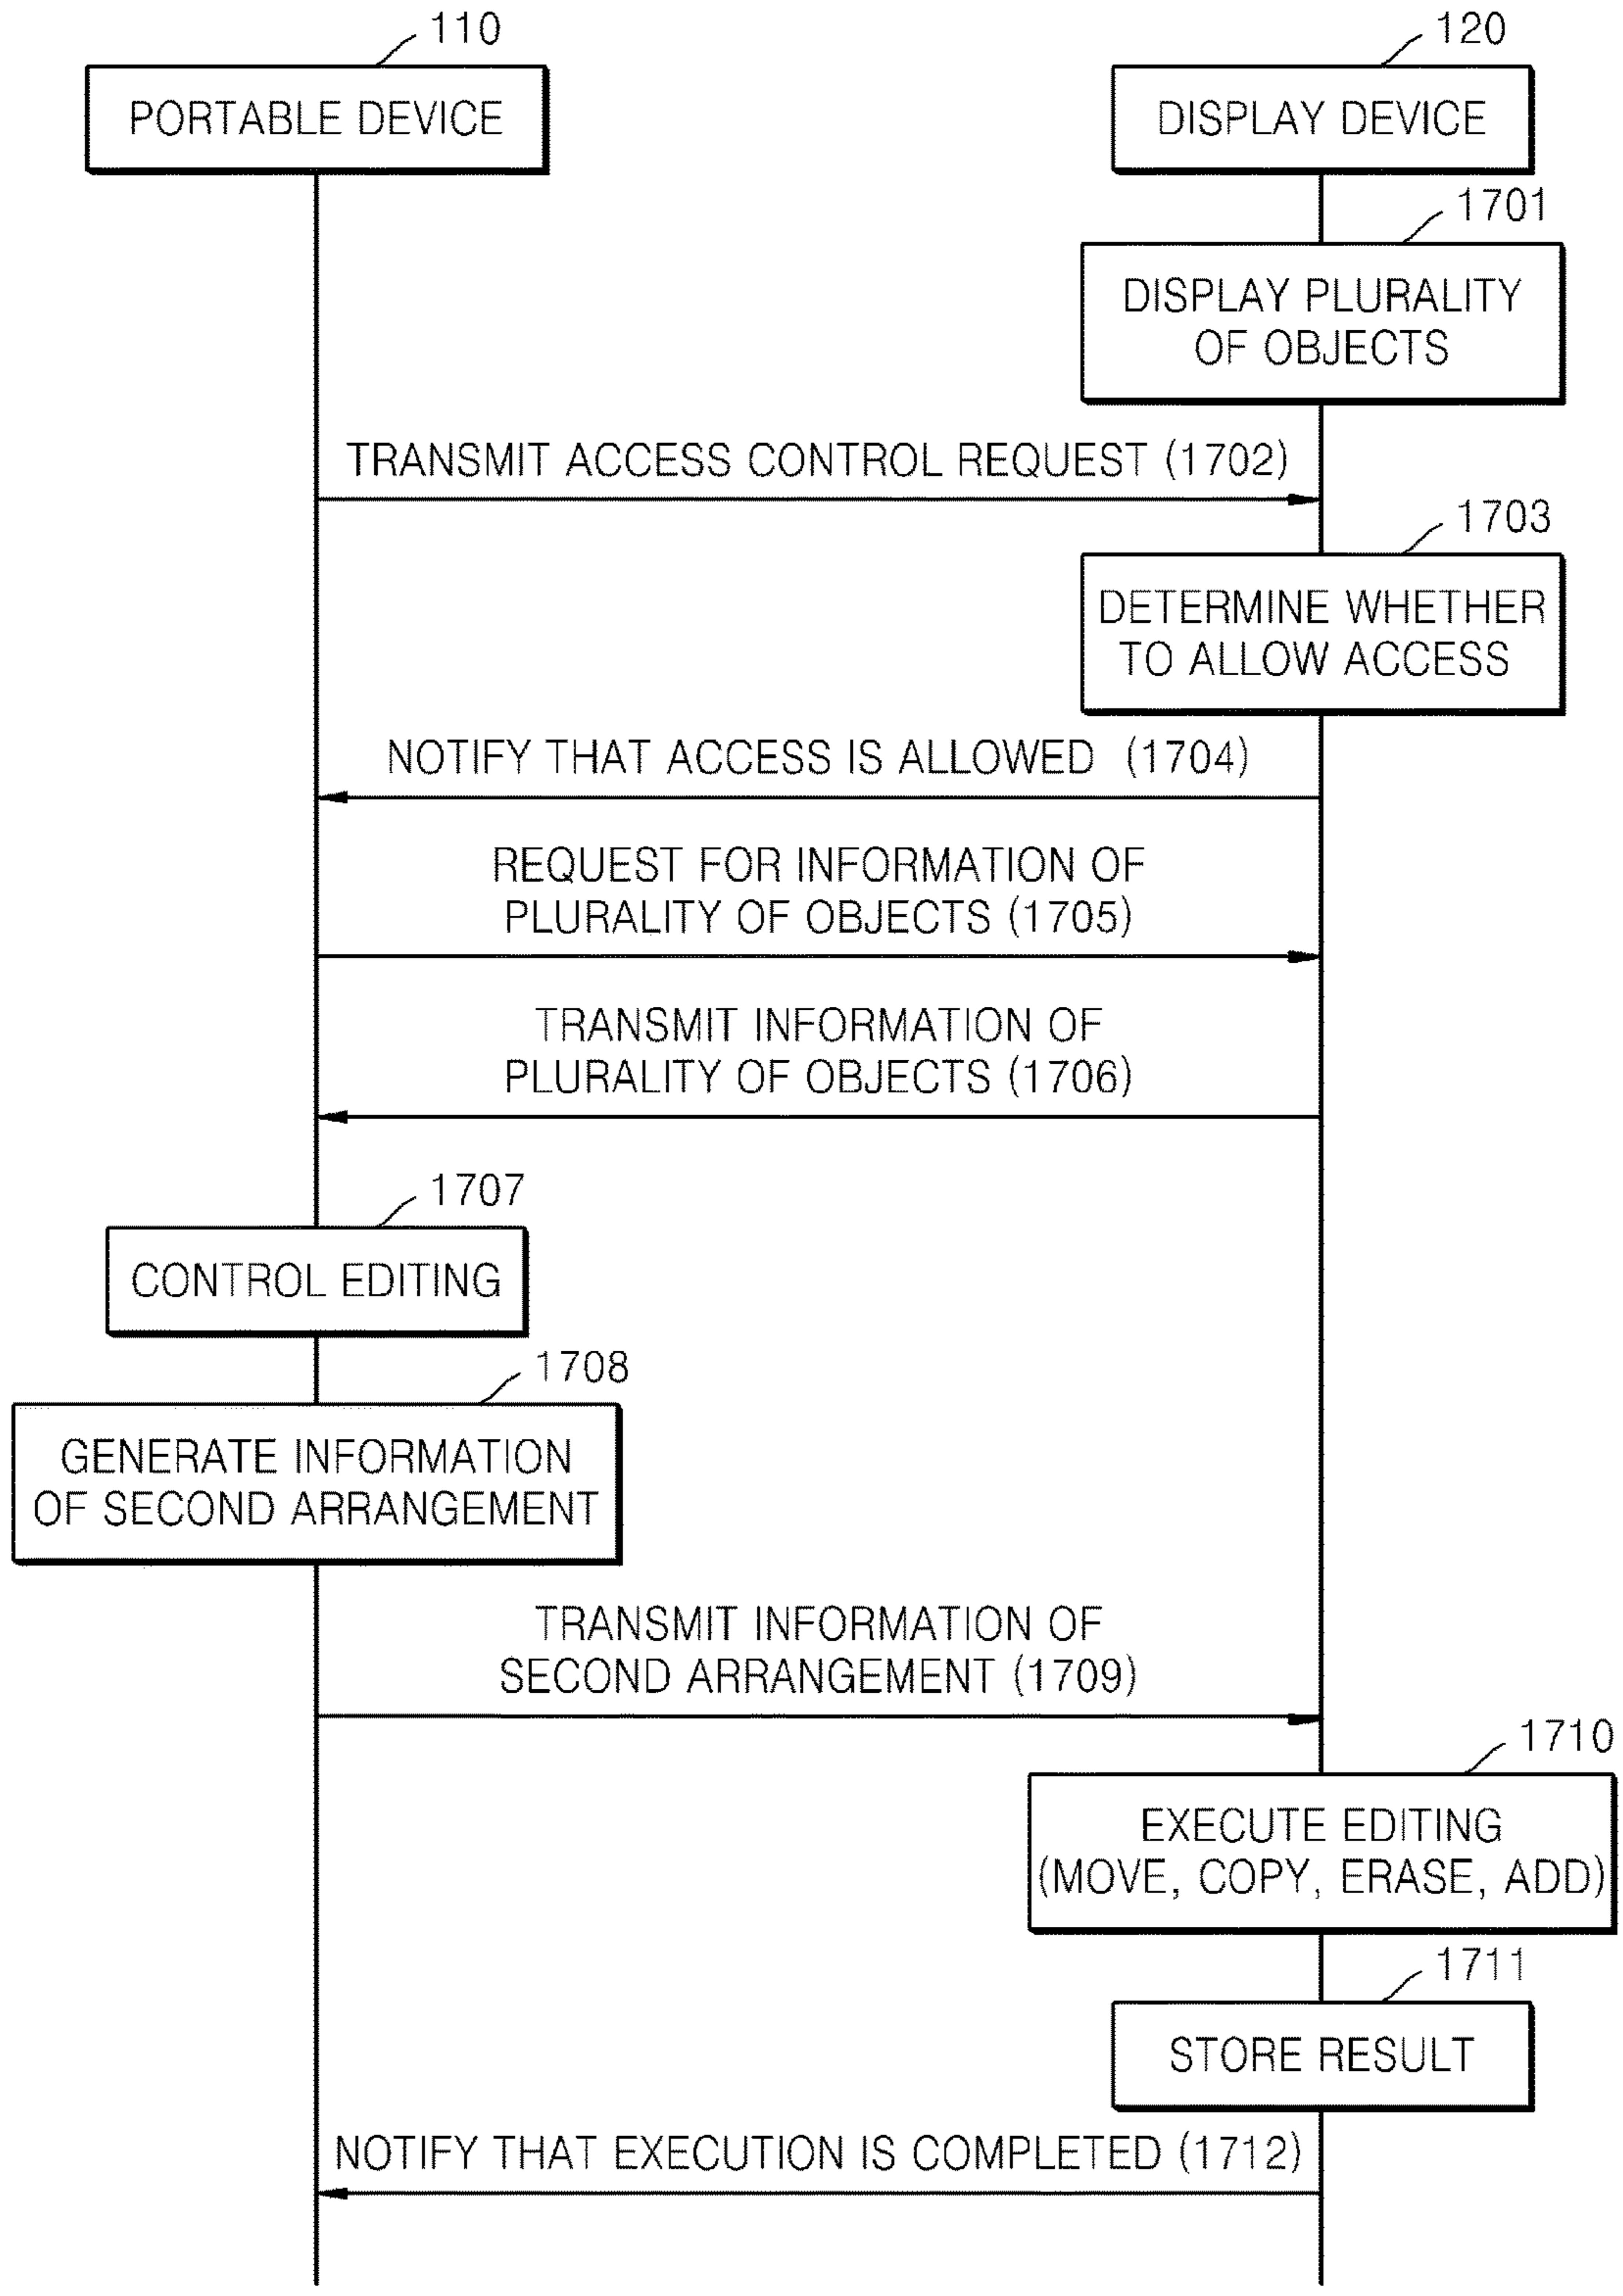 110
PORTABLE DEVICE
120
DISPLAY DEVICE
1701
DISPLAY PLURALITY
OF OBJECTS
TRANSMIT ACCESS CONTROL REQUEST (1702)
1703
DETERMINE WHETHER
TO ALLOW ACCESS
NOTIFY THAT ACCESS IS ALLOWED (1704)
REQUEST FOR INFORMATION OF
PLURALITY OF OBJECTS (1705)
TRANSMIT INFORMATION OF
PLURALITY OF OBJECTS (1706)
1707
CONTROL EDITING
1708
GENERATE INFORMATION
OF SECOND ARRANGEMENT
TRANSMIT INFORMATION OF
SECOND ARRANGEMENT (1709)
1710
EXECUTE EDITING
(MOVE, COPY, ERASE, ADD)
1711
STORE RESULT
NOTIFY THAT EXECUTION IS COMPLETED (1712)